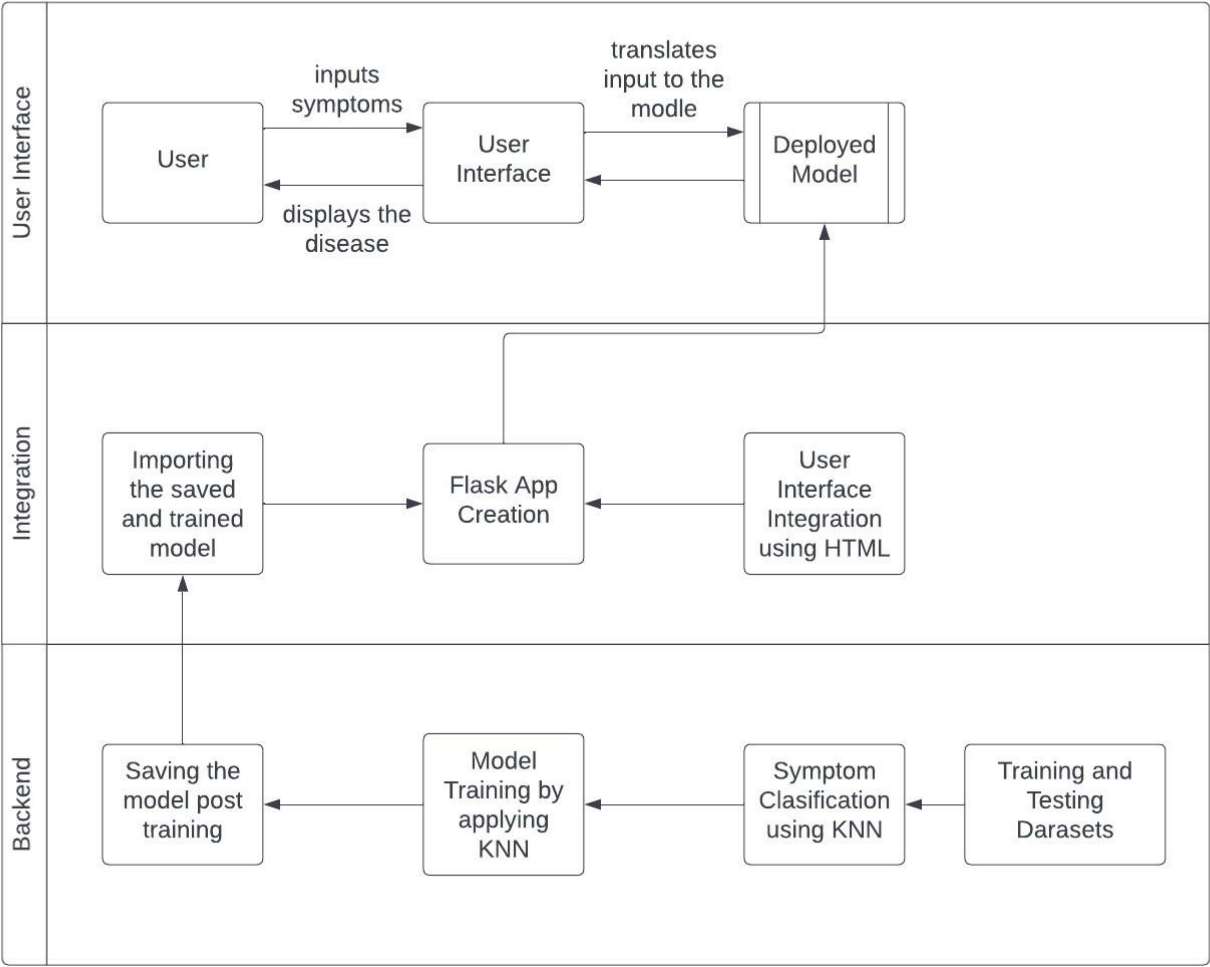 User Interface
inputs
symptoms
translates
input to the
modle
User
User
Interface
Deployed
Model
displays the
disease
Integration
Importing
the saved
and trained
model
Flask App
Creation
User
Interface
Integration
using HTML
Backend
Saving the
model post
training
Model
Training by
applying
KNN
Symptom
Clasification
using KNN
Training and
Testing
Darasets